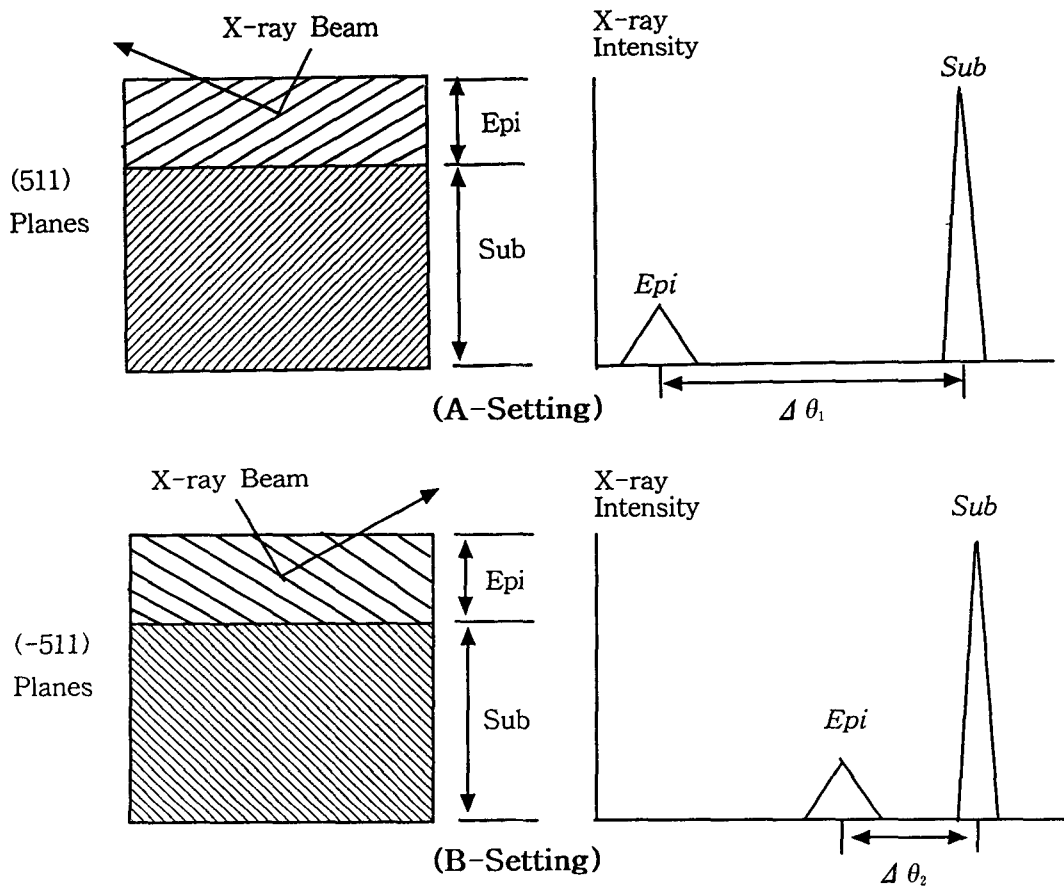 X-ray Beam
(511)
Planes
Epi
Sub
X-ray
Intensity
Sub
Epi
Δ θ₁
(A-Setting)
X-ray Beam
(-511)
Planes
Epi
Sub
X-ray
Intensity
Sub
Epi
Δ θ₂
(B-Setting)